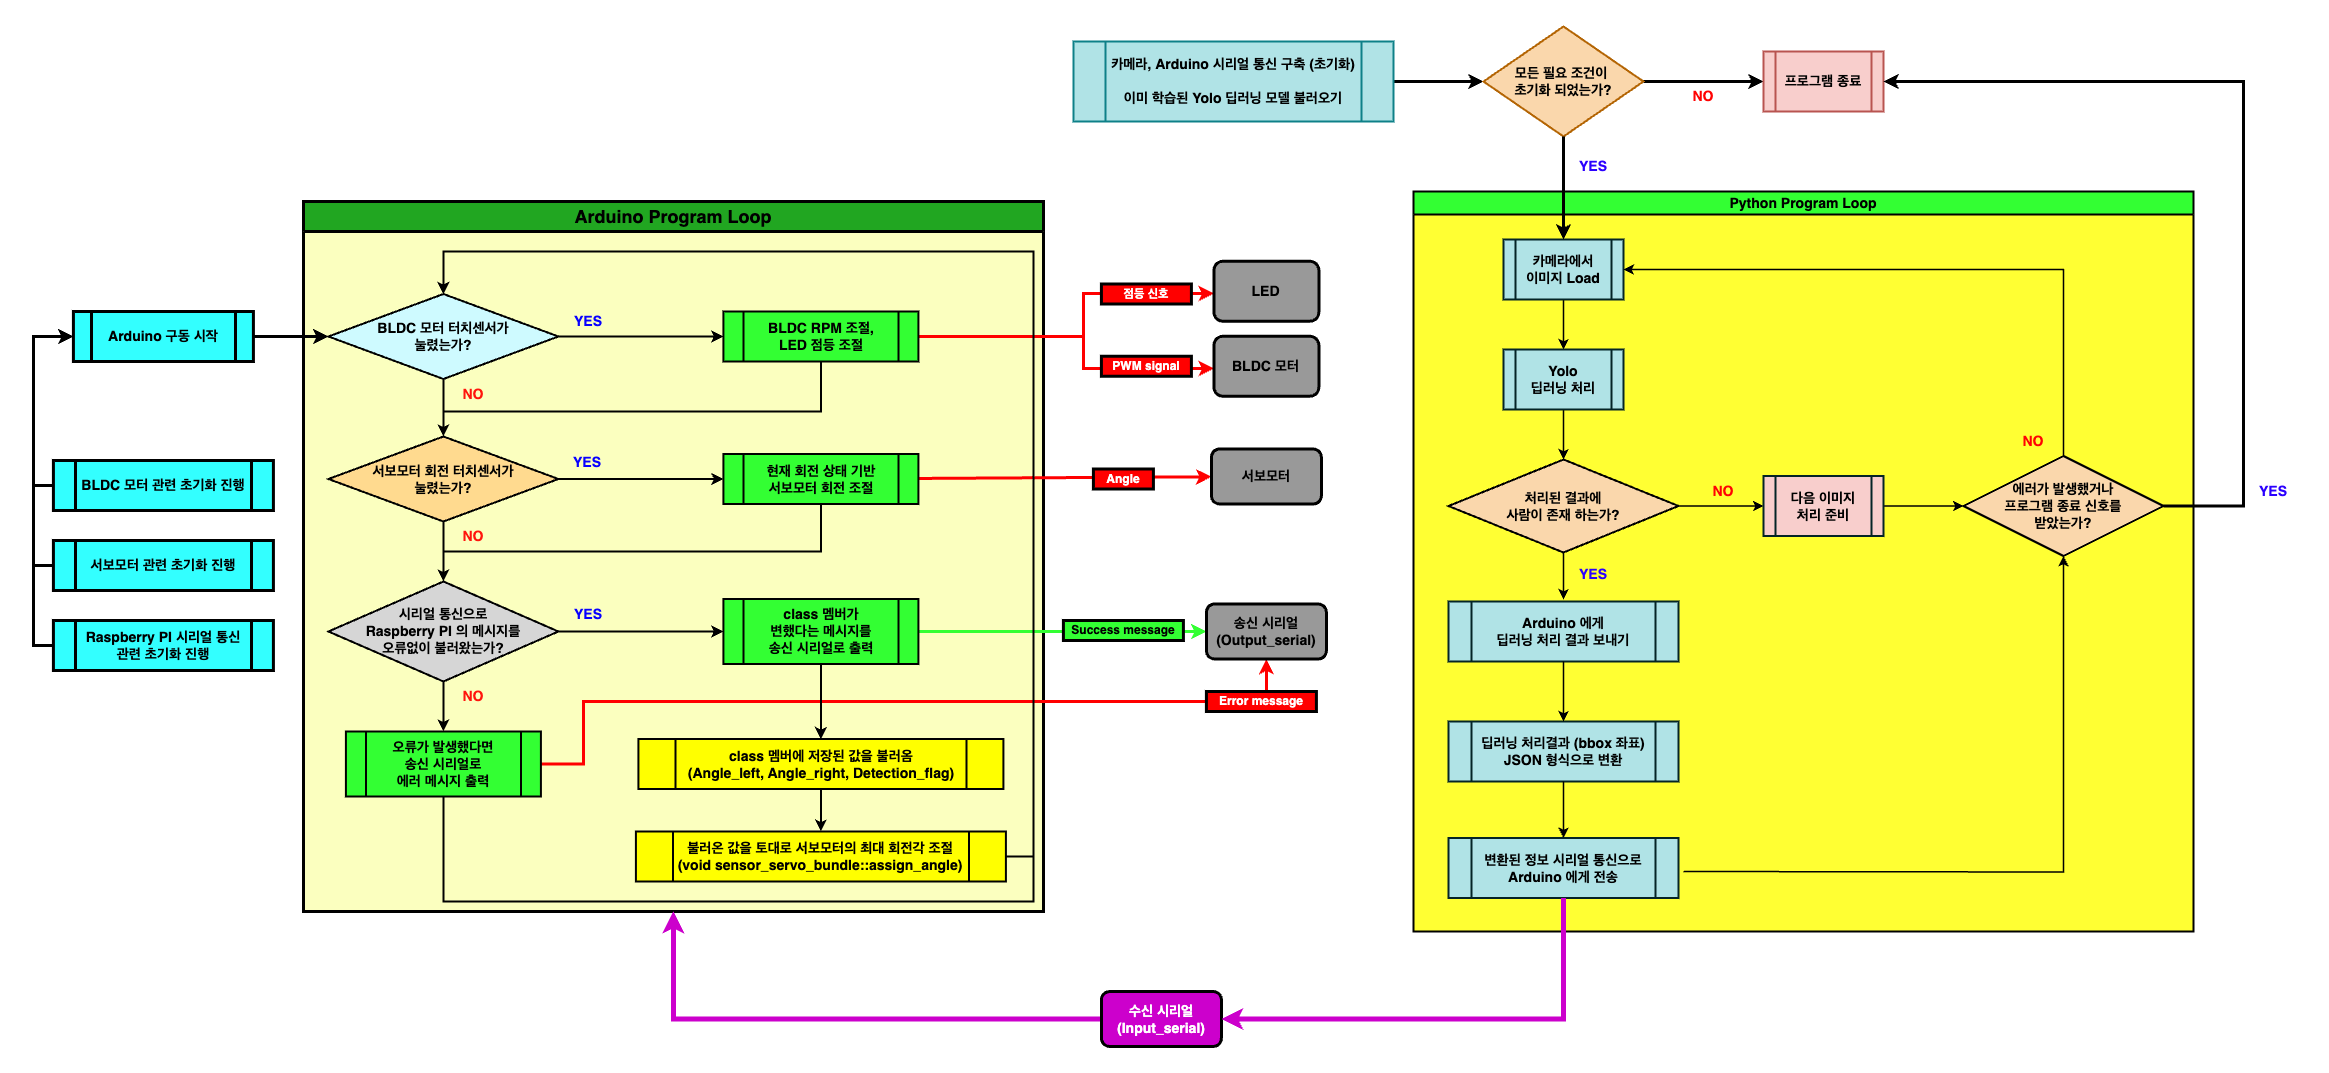 카메라, Arduino 시리얼 통신 구축 (초기화)
이미 학습된 Yolo 딥러닝 모델 불러오기
모든 필요 조건이
초기화 되었는가?
NO
프로그램 종료
YES
Arduino Program Loop
BLDC 모터 터치센서가
눌렸는가?
YES
NO
BLDC RPM 조절,
LED 점등 조절
점등 신호
LED
PWM signal
BLDC 모터
Arduino 구동 시작
BLDC 모터 관련 초기화 진행
서보모터 관련 초기화 진행
Raspberry PI 시리얼 통신
관련 초기화 진행
서보모터 회전 터치센서가
눌렸는가?
YES
NO
현재 회전 상태 기반
서보모터 회전 조절
Angle
서보모터
시리얼 통신으로
Raspberry PI 의 메시지를
오류없이 불러왔는가?
YES
NO
class 멤버가
변했다는 메시지를
송신 시리얼로 출력
Success message
송신 시리얼
(Output_serial)
Error message
오류가 발생했다면
송신 시리얼로
에러 메시지 출력
class 멤버에 저장된 값을 불러옴
(Angle_left, Angle_right, Detection_flag)
불러온 값을 토대로 서보모터의 최대 회전각 조절
(void sensor_servo_bundle::assign_angle)
Python Program Loop
카메라에서
이미지 Load
Yolo
딥러닝 처리
처리된 결과에
사람이 존재 하는가?
NO
다음 이미지
처리 준비
NO
에러가 발생했거나
프로그램 종료 신호를
받았는가?
YES
YES
Arduino 에게
딥러닝 처리 결과 보내기
딥러닝 처리결과 (bbox 좌표)
JSON 형식으로 변환
변환된 정보 시리얼 통신으로
Arduino 에게 전송
수신 시리얼
(Input_serial)